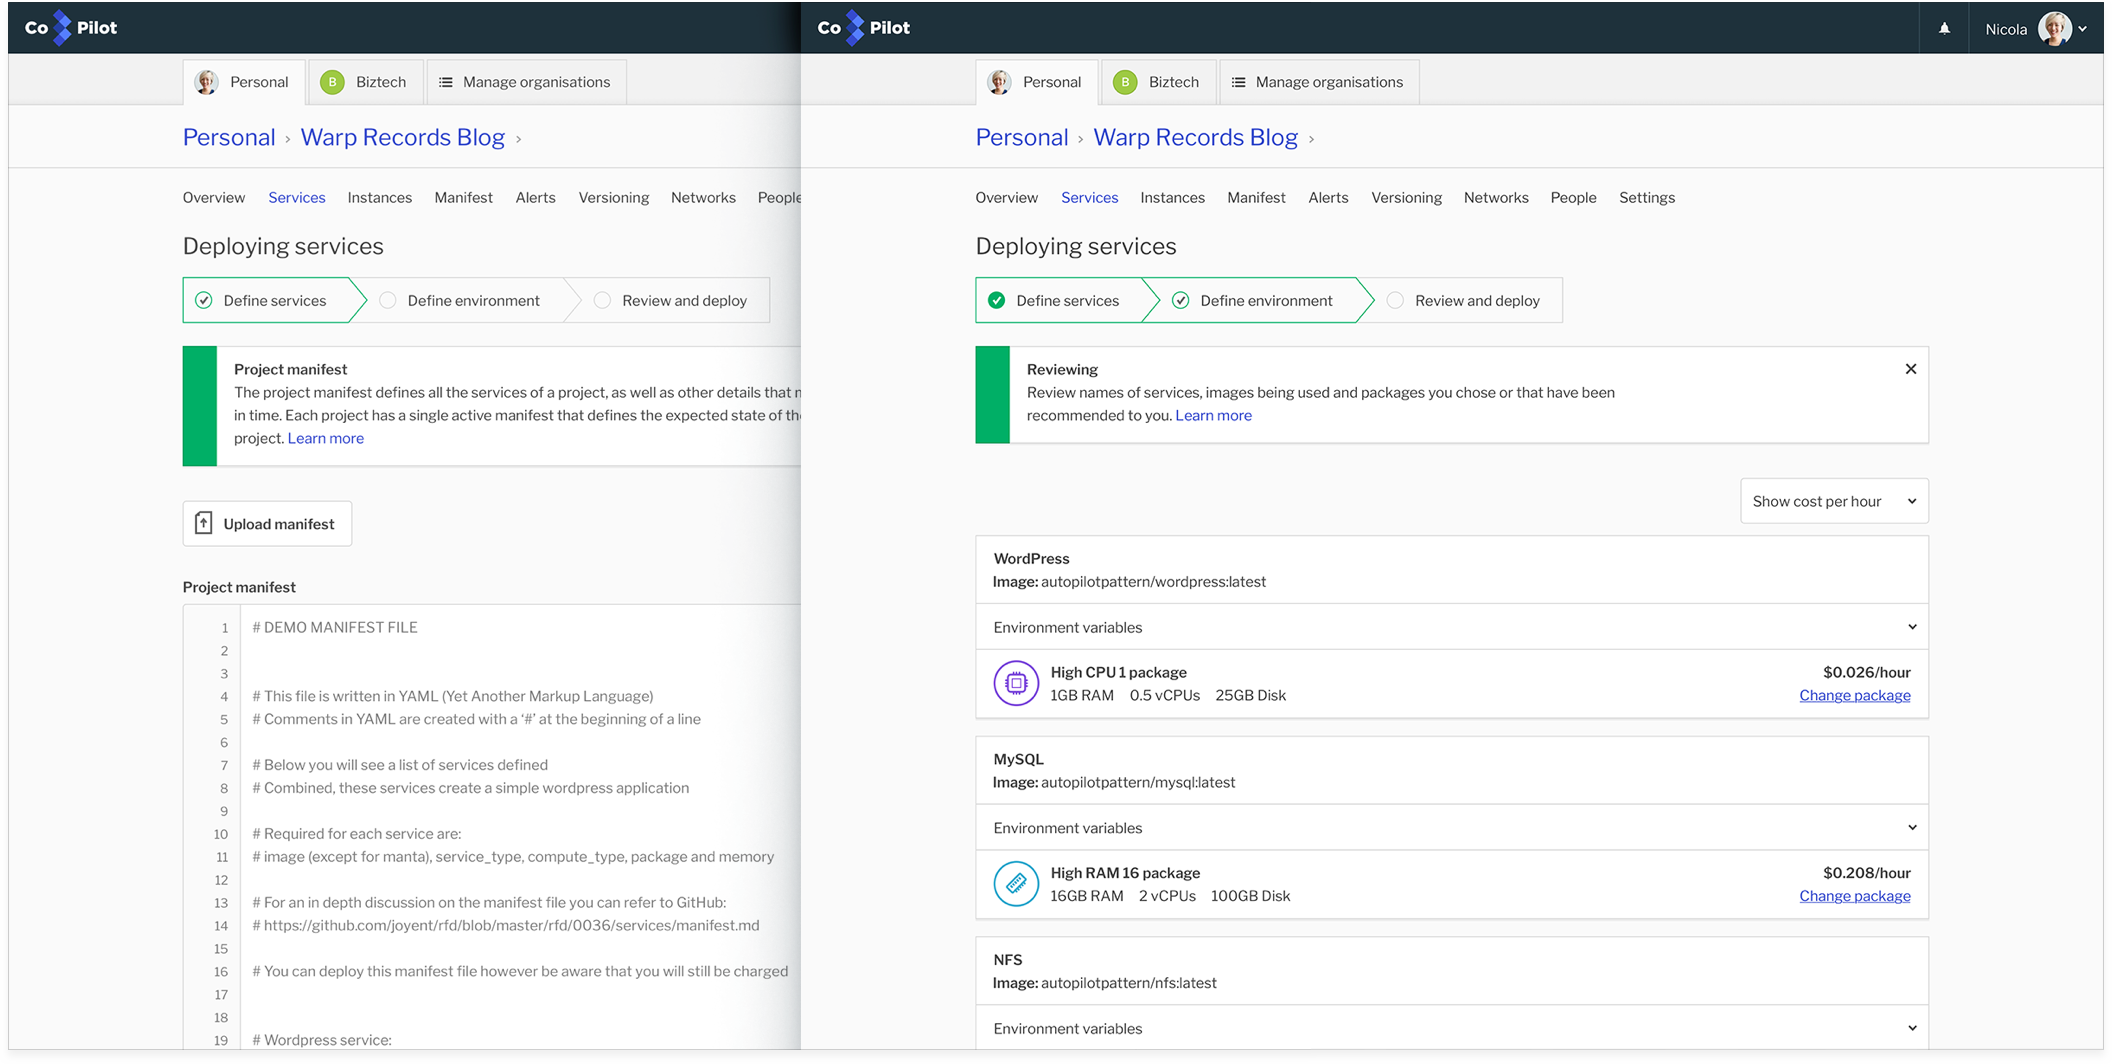 Co Pilot
Personal
B Biztech
Manage organisations
Personal › Warp Records Blog ›
Overview Services Instances Manifest Alerts Versioning Networks People
Deploying services
Define services Define environment Review and deploy
Project manifest
The project manifest defines all the services of a project, as well as other details that
in time. Each project has a single active manifest that defines the expected state of
project. Learn more
Upload manifest
Project manifest
1 # DEMO MANIFEST FILE
2
3
4 # This file is written in YAML (Yet Another Markup Language)
5 # Comments in YAML are created with a ‘#’ at the beginning of a line
6
7 # Below you will see a list of services defined
8 # Combined, these services create a simple wordpress application
9
10 # Required for each service are:
11 # image (except for manta), service_type, compute_type, package and memory
12
13 # For an in depth discussion on the manifest file you can refer to GitHub:
14 # https://github.com/joyent/rfd/blob/master/rfd/0036/services/manifest.md
15
16 # You can deploy this manifest file however be aware that you will still be charged
17
18
19 # Wordpress service:
Co Pilot
Nicola
Personal
B Biztech
Manage organisations
Personal › Warp Records Blog ›
Overview Services Instances Manifest Alerts Versioning Networks People Settings
Deploying services
Define services Define environment Review and deploy
Reviewing
Review names of services, images being used and packages you chose or that have been
recommended to you. Learn more
Show cost per hour
WordPress
Image: autopilotpattern/wordpress:latest
Environment variables
High CPU 1 package $0.026/hour
1GB RAM 0.5 vCPUs 25GB Disk Change package
MySQL
Image: autopilotpattern/mysql:latest
Environment variables
High RAM 16 package $0.208/hour
16GB RAM 2 vCPUs 100GB Disk Change package
NFS
Image: autopilotpattern/nfs:latest
Environment variables